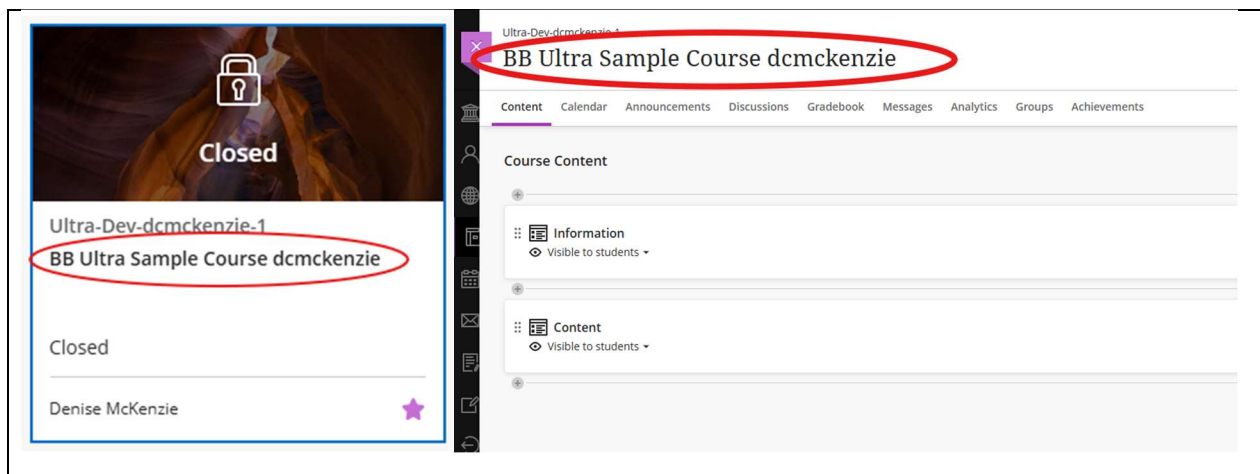 Closed
Ultra-Dev-dcmckenzie-1
BB Ultra Sample Course dcmckenzie
Closed
Denise McKenzie
Ultra-Dev-dcmckenzie-1
BB Ultra Sample Course dcmckenzie
Content Calendar Announcements Discussions Gradebook Messages Analytics Groups Achievements
Course Content
Information
Visible to students
Content
Visible to students